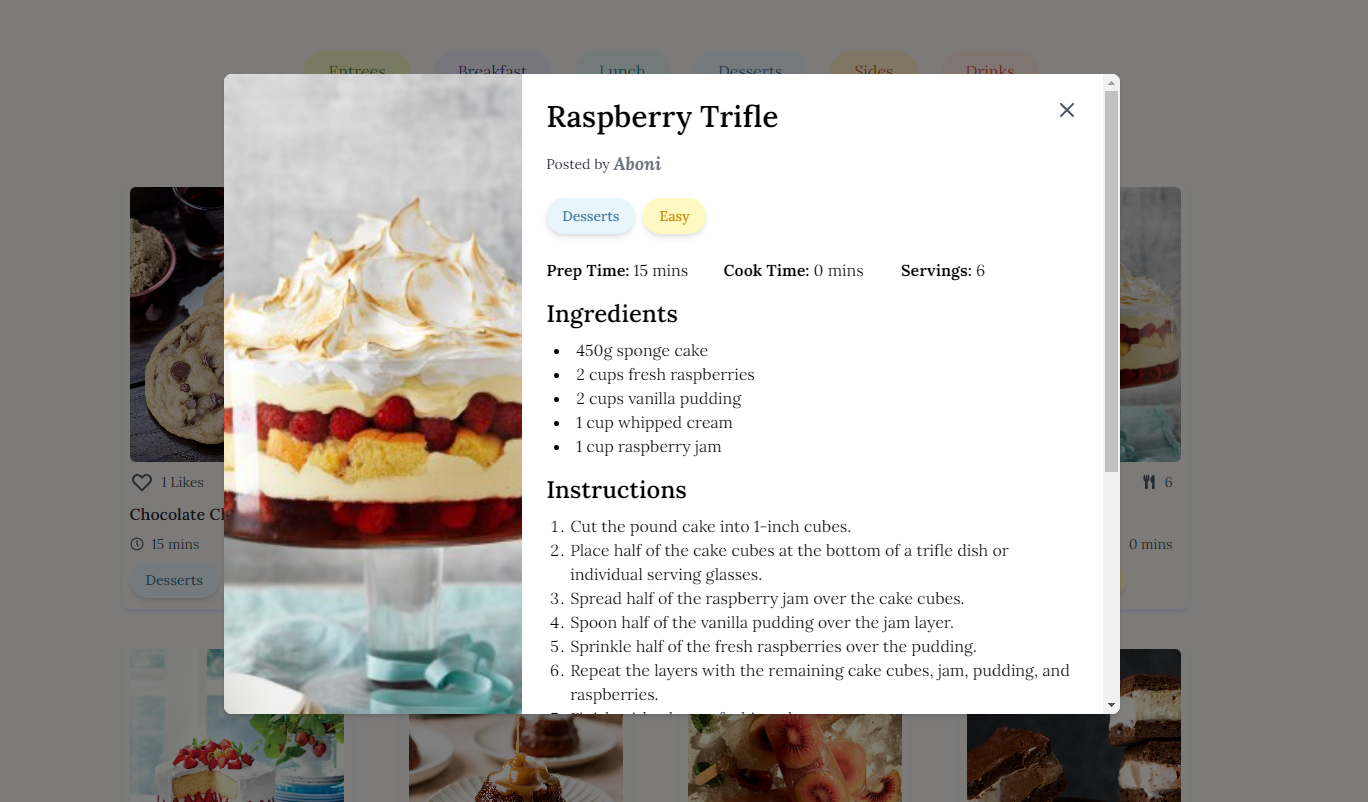 Entrees Breakfast Lunch Desserts Sides Drinks
Raspberry Trifle
Posted by Aboni
Desserts Easy
Prep Time: 15 mins Cook Time: 0 mins Servings: 6
Ingredients
• 450g sponge cake
• 2 cups fresh raspberries
• 2 cups vanilla pudding
• 1 cup whipped cream
• 1 cup raspberry jam
Instructions
1. Cut the pound cake into 1-inch cubes.
2. Place half of the cake cubes at the bottom of a trifle dish or
individual serving glasses.
3. Spread half of the raspberry jam over the cake cubes.
4. Spoon half of the vanilla pudding over the jam layer.
5. Sprinkle half of the fresh raspberries over the pudding.
6. Repeat the layers with the remaining cake cubes, jam, pudding, and
raspberries.
1 Likes
Chocolate
15 mins
Desserts
6
0 mins